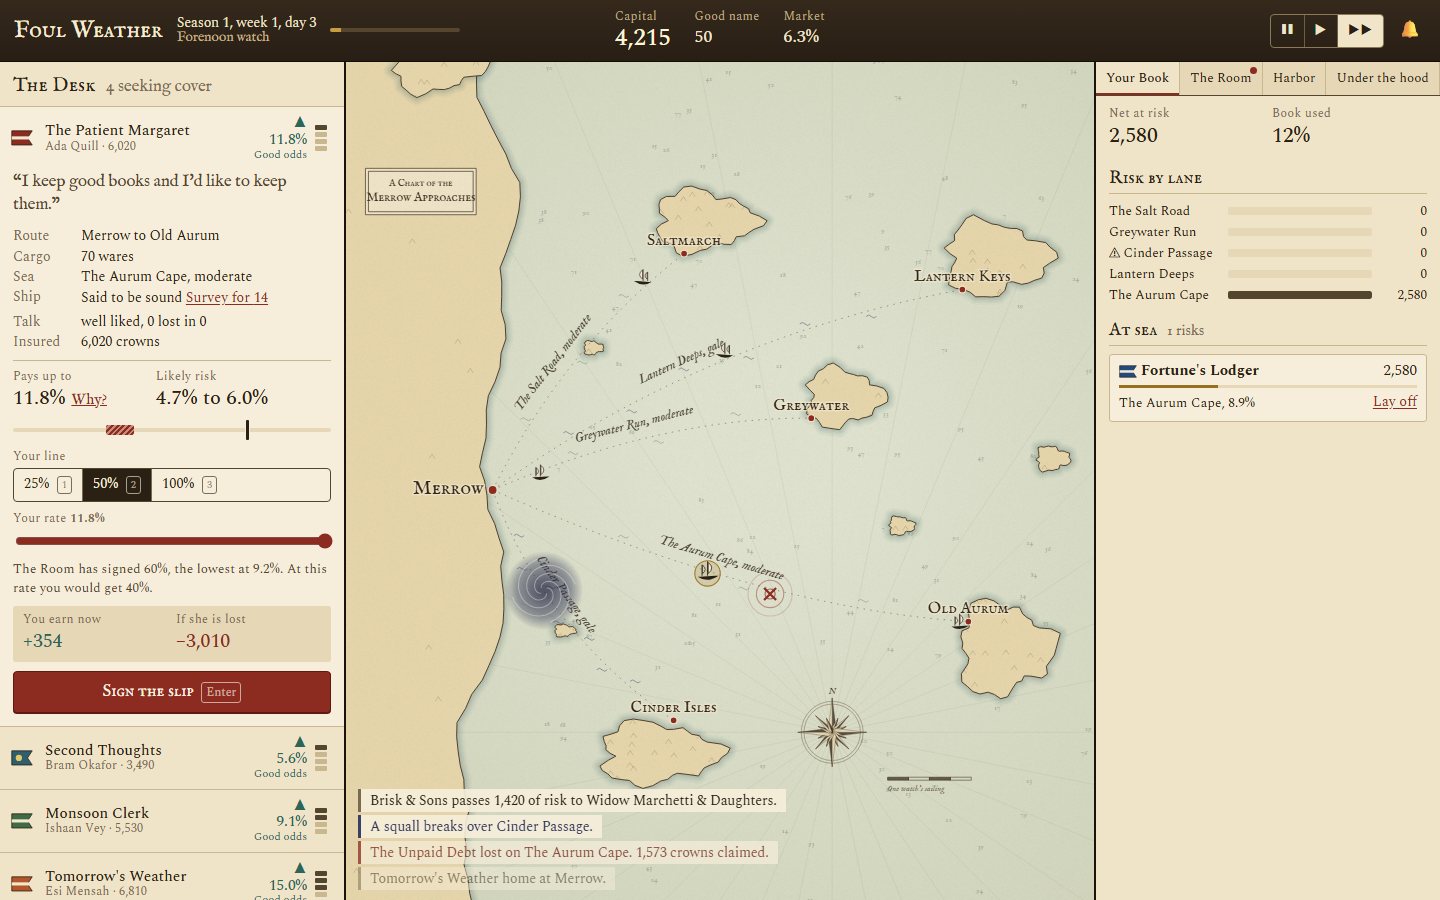 Foul Weather
Season 1, week 1, day 3
Forenoon watch
Capital
4,215
Good name
50
Market
6.3%
The Desk 4 seeking cover
The Patient Margaret
Ada Quill · 6,020
11.8%
Good odds
“I keep good books and I’d like to keep
them.”
Route Merrow to Old Aurum
Cargo 70 wares
Sea The Aurum Cape, moderate
Ship Said to be sound Survey for 14
Talk well liked, 0 lost in 0
Insured 6,020 crowns
Pays up to
11.8% Why?
Likely risk
4.7% to 6.0%
Your line
25% 1 50% 2 100% 3
Your rate 11.8%
The Room has signed 60%, the lowest at 9.2%. At this
rate you would get 40%.
You earn now
+354
If she is lost
−3,010
Sign the slip Enter
Second Thoughts
Bram Okafor · 3,490
5.6%
Good odds
Monsoon Clerk
Ishaan Vey · 5,530
9.1%
Good odds
Tomorrow's Weather
Esi Mensah · 6,810
15.0%
Good odds
A Chart of the
Merrow Approaches
Saltmarch
Lantern Keys
The Salt Road, moderate
Lantern Deeps, gale
Greywater
Greywater Run, moderate
Merrow
The Aurum Cape, moderate
Cinder Passage, gale
Old Aurum
Cinder Isles
N
One watch's sailing
Brisk & Sons passes 1,420 of risk to Widow Marchetti & Daughters.
A squall breaks over Cinder Passage.
The Unpaid Debt lost on The Aurum Cape. 1,573 crowns claimed.
Tomorrow's Weather home at Merrow.
Your Book
The Room
Harbor
Under the hood
Net at risk
2,580
Book used
12%
Risk by lane
The Salt Road 0
Greywater Run 0
Cinder Passage 0
Lantern Deeps 0
The Aurum Cape 2,580
At sea 1 risks
Fortune's Lodger 2,580
The Aurum Cape, 8.9% Lay off